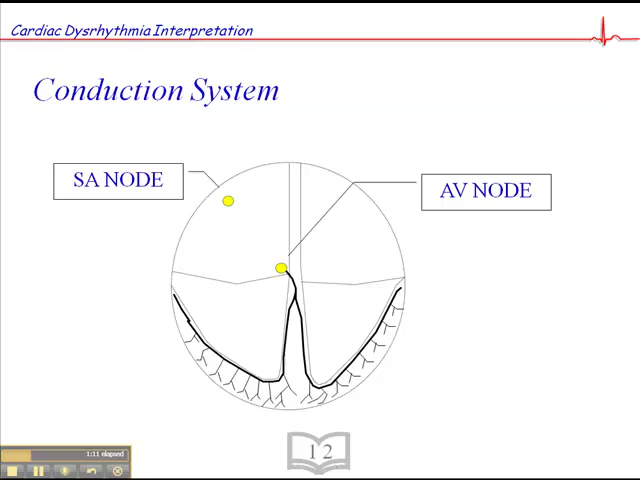 Cardiac Dysrhythmia Interpretation
Conduction System
SA NODE
AV NODE
12
1:11 elapsed